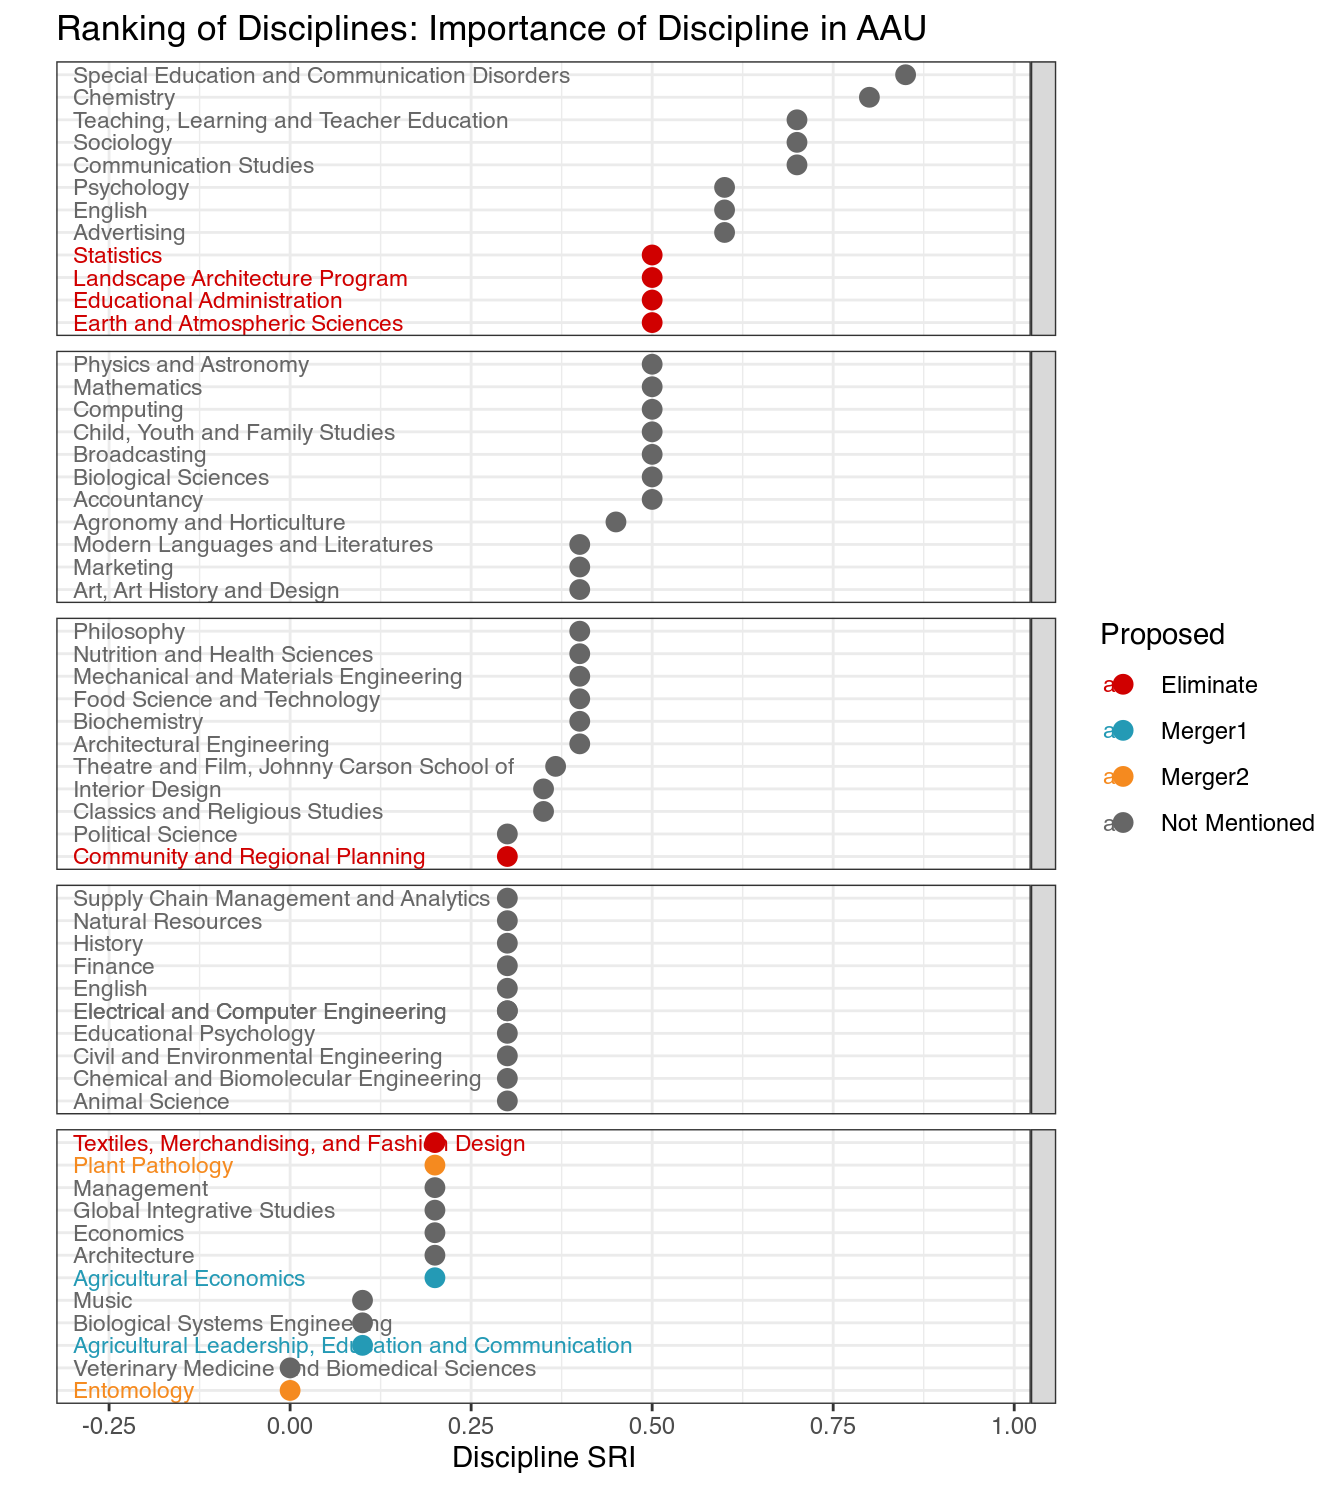 Ranking of Disciplines: Importance of Discipline in AAU
Special Education and Communication Disorders
Chemistry
Teaching, Learning and Teacher Education
Sociology
Communication Studies
Psychology
English
Advertising
Statistics
Landscape Architecture Program
Educational Administration
Earth and Atmospheric Sciences
Physics and Astronomy
Mathematics
Computing
Child, Youth and Family Studies
Broadcasting
Biological Sciences
Accountancy
Agronomy and Horticulture
Modern Languages and Literatures
Marketing
Art, Art History and Design
Philosophy
Nutrition and Health Sciences
Mechanical and Materials Engineering
Food Science and Technology
Biochemistry
Architectural Engineering
Theatre and Film, Johnny Carson School of
Interior Design
Classics and Religious Studies
Political Science
Community and Regional Planning
Supply Chain Management and Analytics
Natural Resources
History
Finance
English
Electrical and Computer Engineering
Educational Psychology
Civil and Environmental Engineering
Chemical and Biomolecular Engineering
Animal Science
Textiles, Merchandising, and Fashion Design
Plant Pathology
Management
Global Integrative Studies
Economics
Architecture
Agricultural Economics
Music
Biological Systems Engineering
Agricultural Leadership, Education and Communication
Veterinary Medicine and Biomedical Sciences
Entomology
-0.25 0.00 0.25 0.50 0.75 1.00
Discipline SRI
Proposed
a Eliminate
a Merger1
a Merger2
a Not Mentioned